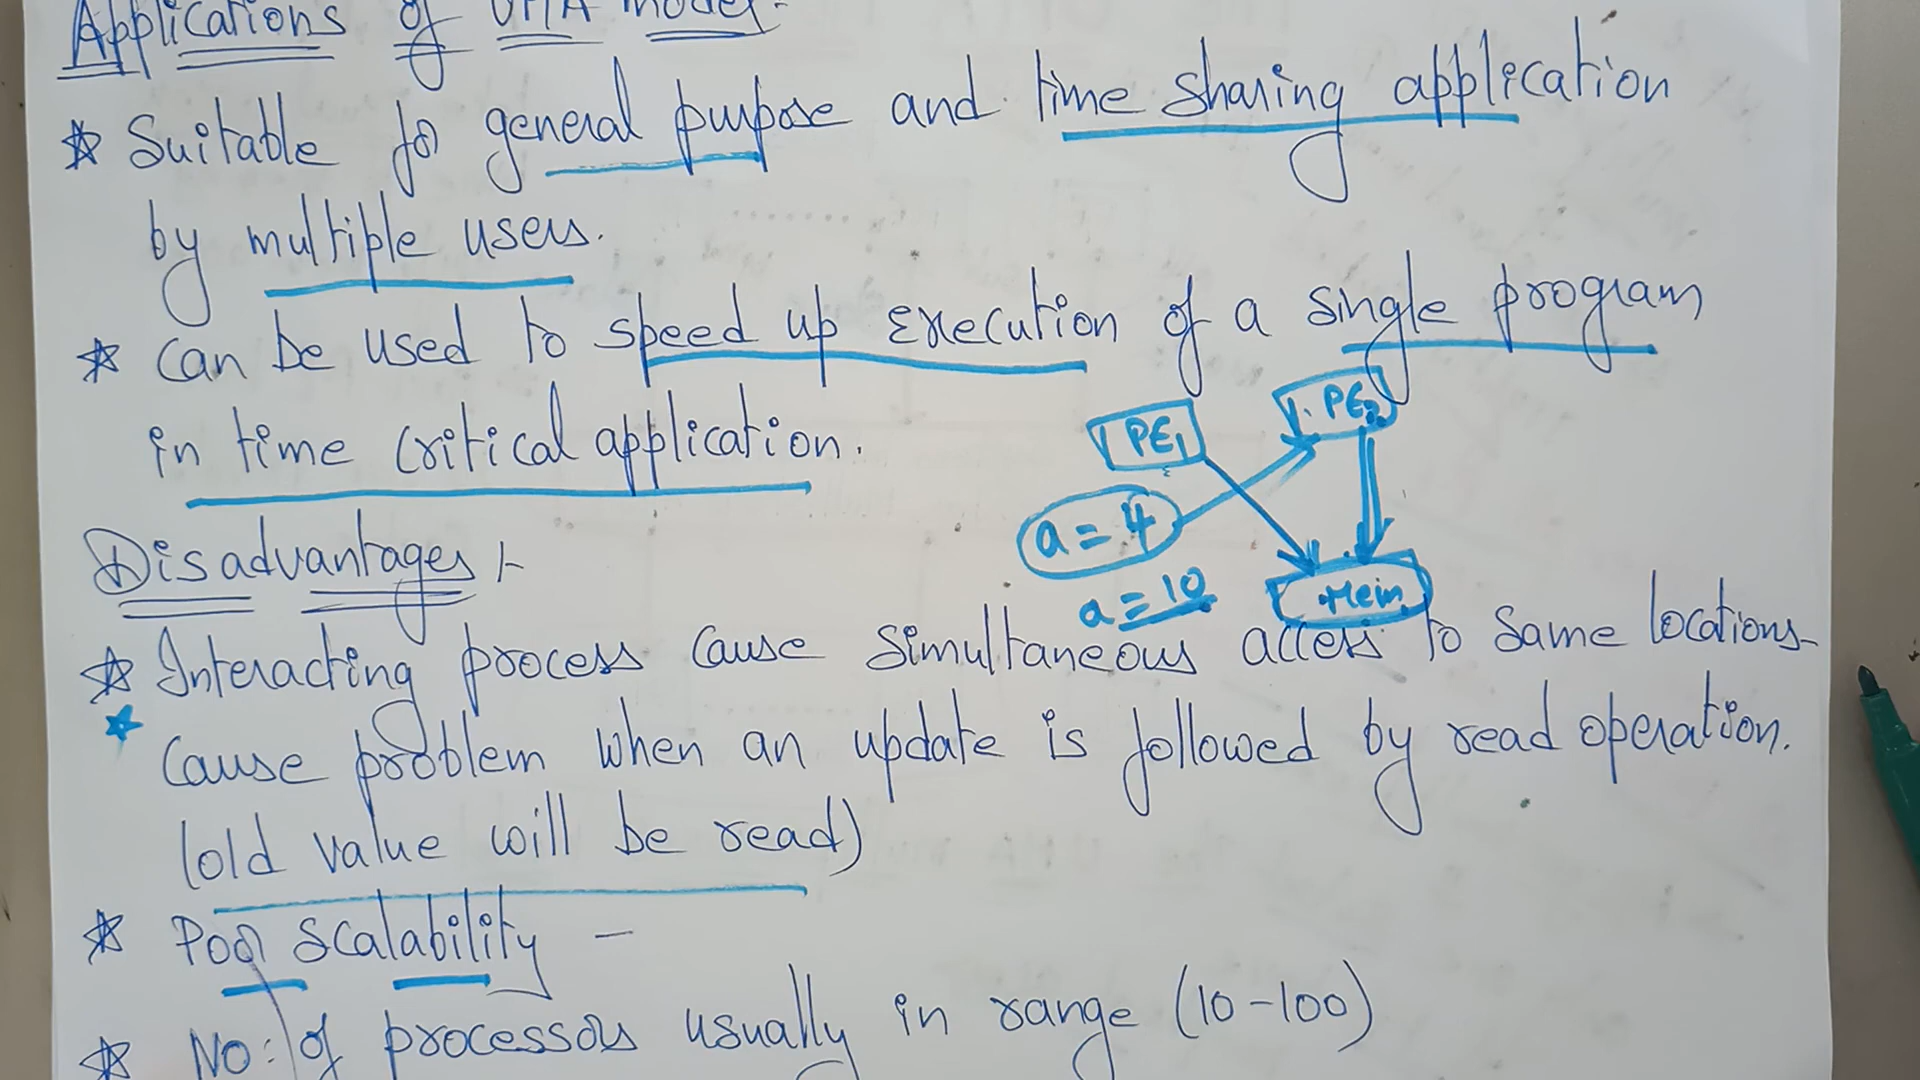 Applications of UMA model.
* Suitable for general purpose and time sharing application
by multiple users.
* can be used to speed up execution of a single program
in time critical application.
PE1
PE2
a = 4
a = 10
Mem
Disadvantages :-
* Interacting process cause simultaneous access to same locations-
* cause problem when an update is followed by read operation.
(old value will be read)
* Poor scalability -
* No: of processors usually in range (10-100)